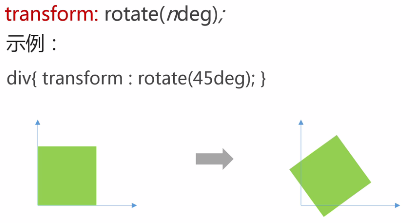 transform: rotate(ndeg);
示例：
div{ transform : rotate(45deg); }